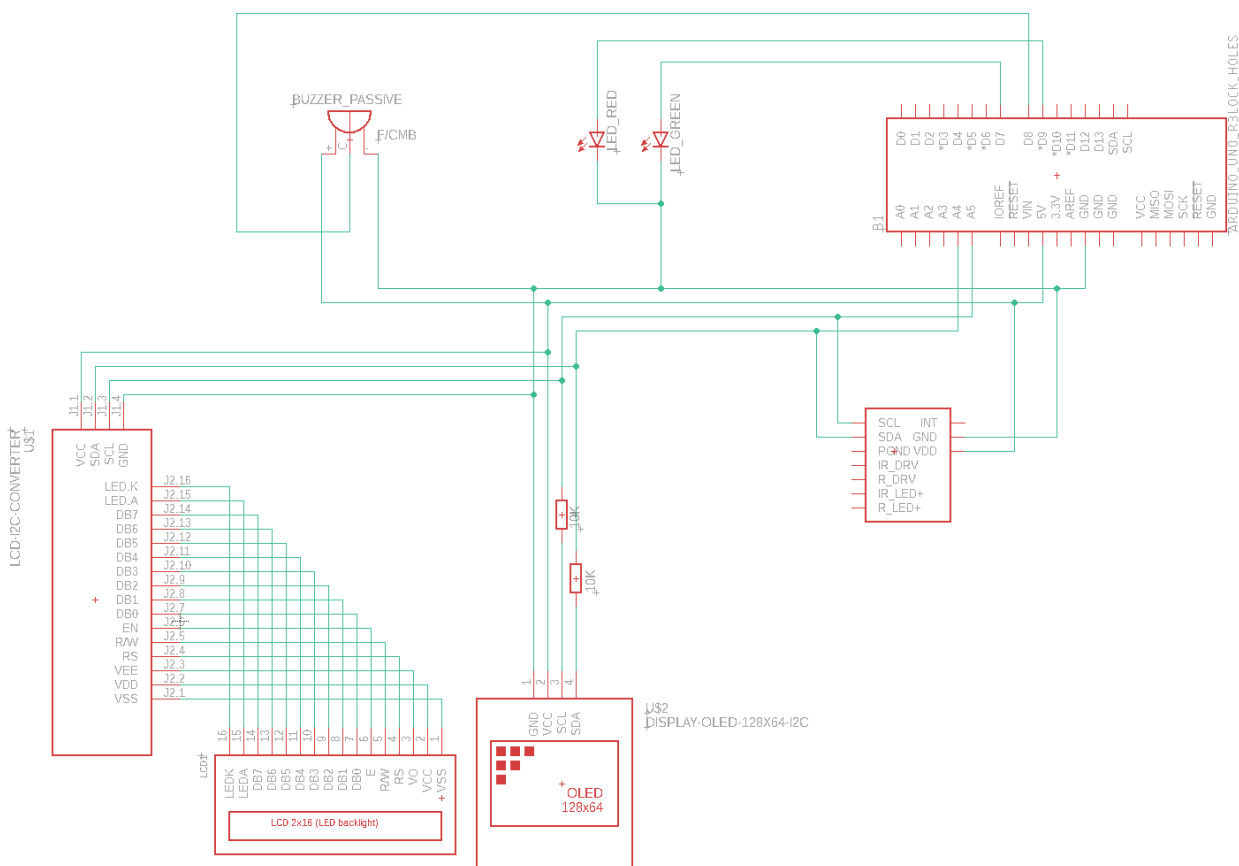 BUZZER_PASSIVE
F/CMB
+
C
-
LED_RED
LED_GREEN
ARDUINO_UNO_R3LOCK_HOLES
B1
D0
D1
D2
*D3
D4
*D5
*D6
D7
D8
*D9
*D10
*D11
D12
D13
SDA
SCL
A0
A1
A2
A3
A4
A5
IOREF
RESET
VIN
5V
3.3V
AREF
GND
GND
GND
VCC
MISO
MOSI
SCK
RESET
GND
LCD-I2C-CONVERTER
U$1
J1.1
J1.2
J1.3
J1.4
VCC
SDA
SCL
GND
LED.K J2.16
LED.A J2.15
DB7 J2.14
DB6 J2.13
DB5 J2.12
DB4 J2.11
DB3 J2.10
DB2 J2.9
DB1 J2.8
DB0 J2.7
EN J2.6
R/W J2.5
RS J2.4
VEE J2.3
VDD J2.2
VSS J2.1
SCL INT
SDA GND
PGND VDD
IR_DRV
R_DRV
IR_LED+
R_LED+
10K
10K
LCD1
16
15
14
13
12
11
10
9
8
7
6
5
4
3
2
1
LEDK
LEDA
DB7
DB6
DB5
DB4
DB3
DB2
DB1
DB0
E
R/W
RS
VO
VCC
VSS
LCD 2x16 (LED backlight)
1
2
3
4
GND
VCC
SCL
SDA
U$2
DISPLAY-OLED-128X64-I2C
OLED
128x64